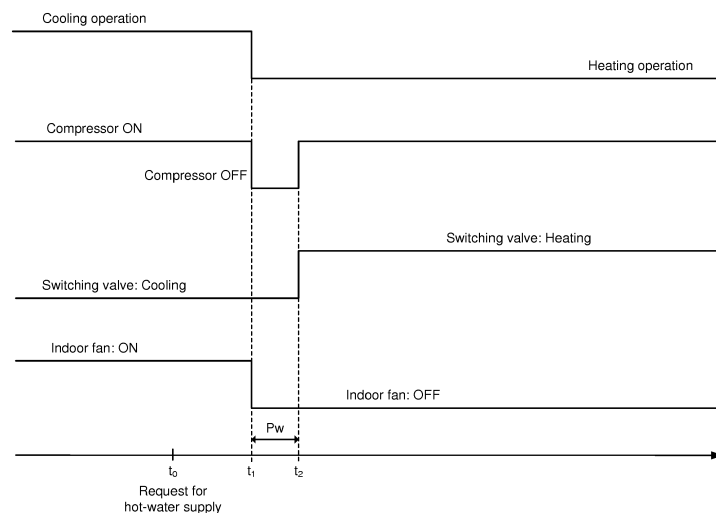 Cooling operation
Heating operation
Compressor ON
Compressor OFF
Switching valve: Heating
Switching valve: Cooling
Indoor fan: ON
Indoor fan: OFF
Pw
t₀ t₁ t₂
Request for
hot-water supply